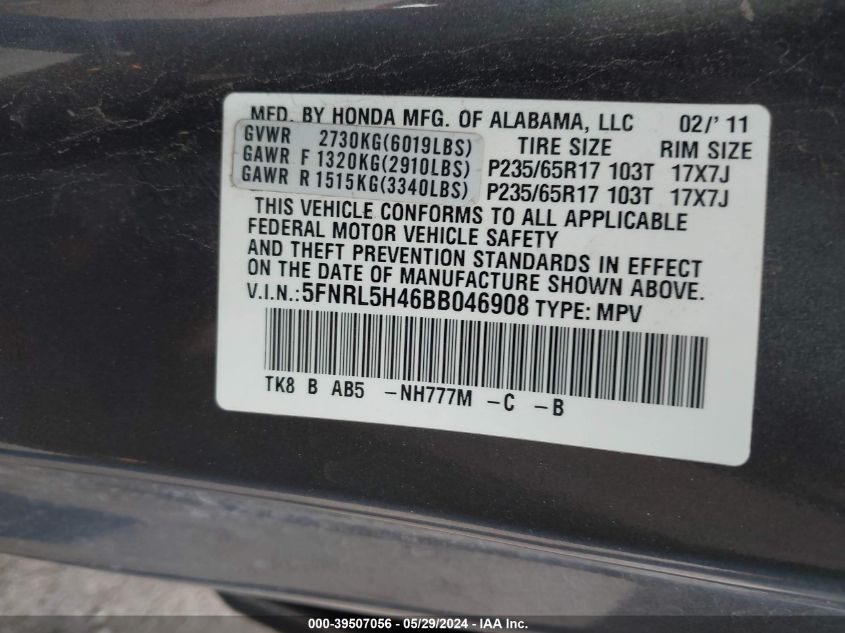 MFD. BY HONDA MFG. OF ALABAMA, LLC 02/' 11
GVWR 2730KG(6019LBS) TIRE SIZE RIM SIZE
GAWR F 1320KG(2910LBS) P235/65R17 103T 17X7J
GAWR R 1515KG(3340LBS) P235/65R17 103T 17X7J
THIS VEHICLE CONFORMS TO ALL APPLICABLE
FEDERAL MOTOR VEHICLE SAFETY
AND THEFT PREVENTION STANDARDS IN EFFECT
ON THE DATE OF MANUFACTURE SHOWN ABOVE.
V.I.N.:5FNRL5H46BB046908 TYPE: MPV
TK8 B AB5 -NH777M -C -B
000-39507056 - 05/29/2024 - IAA Inc.